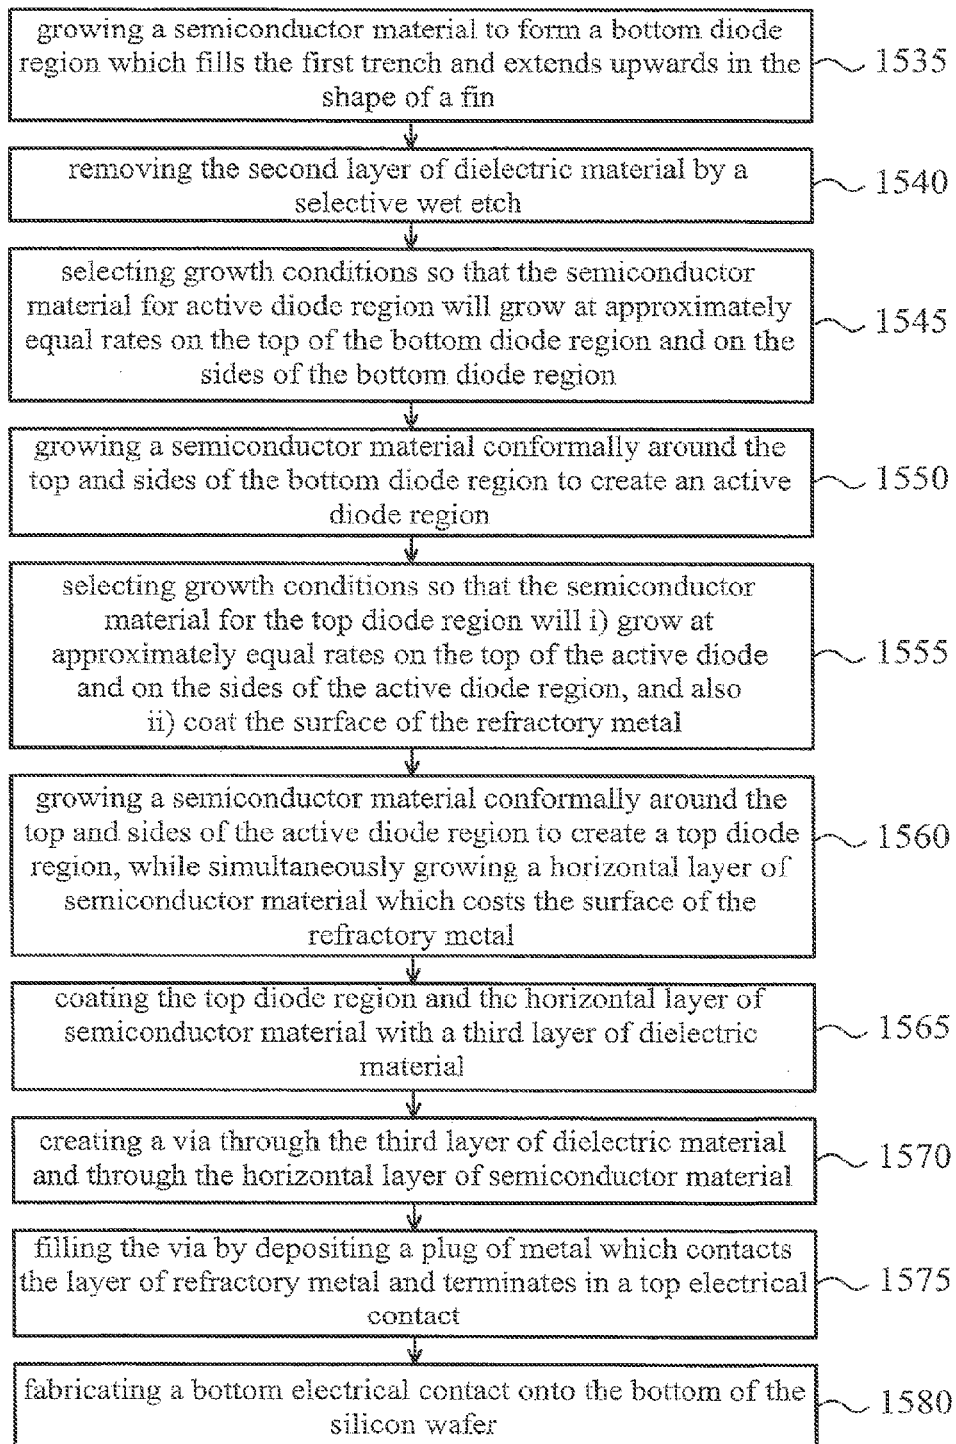 growing a semiconductor material to form a bottom diode
region which fills the first trench and extends upwards in the
shape of a fin
1535
removing the second layer of dielectric material by a
selective wet etch
1540
selecting growth conditions so that the semiconductor
material for active diode region will grow at approximately
equal rates on the top of the bottom diode region and on the
sides of the bottom diode region
1545
growing a semiconductor material conformally around the
top and sides of the bottom diode region to create an active
diode region
1550
selecting growth conditions so that the semiconductor
material for the top diode region will i) grow at
approximately equal rates on the top of the active diode
and on the sides of the active diode region, and also
ii) coat the surface of the refractory metal
1555
growing a semiconductor material conformally around the
top and sides of the active diode region to create a top diode
region, while simultaneously growing a horizontal layer of
semiconductor material which costs the surface of the
refractory metal
1560
coating the top diode region and the horizontal layer of
semiconductor material with a third layer of dielectric
material
1565
creating a via through the third layer of dielectric material
and through the horizontal layer of semiconductor material
1570
filling the via by depositing a plug of metal which contacts
the layer of refractory metal and terminates in a top electrical
contact
1575
fabricating a bottom electrical contact onto the bottom of the
silicon wafer
1580